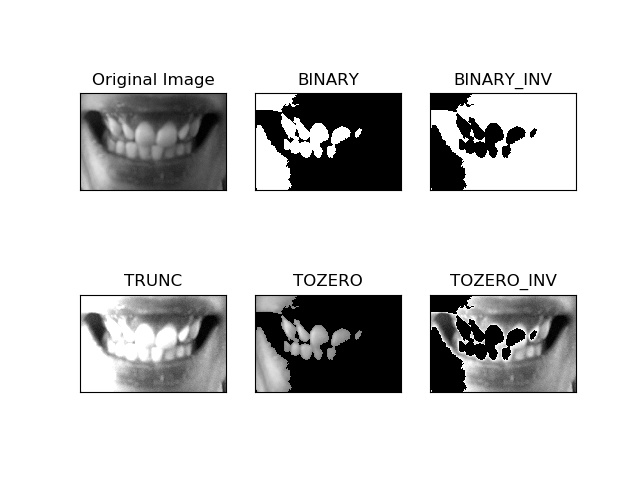 Original Image
BINARY
BINARY_INV
TRUNC
TOZERO
TOZERO_INV